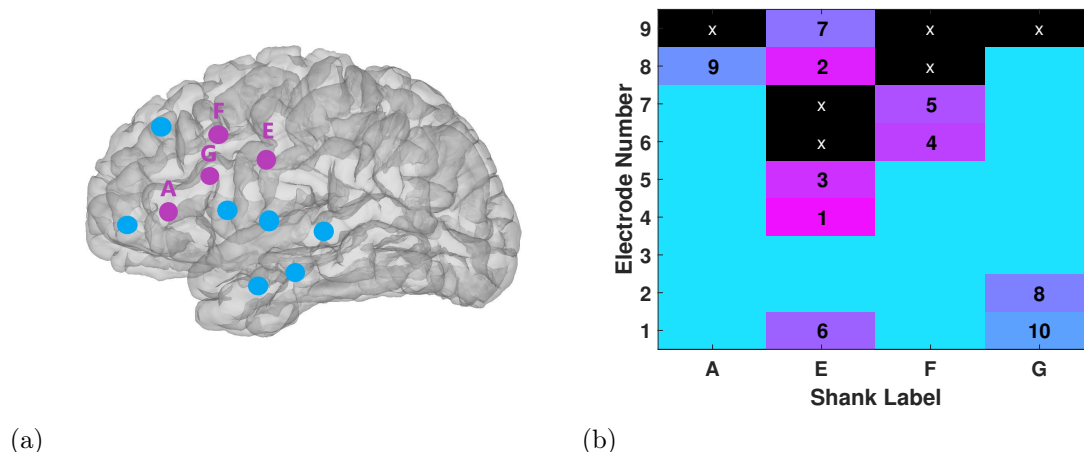 F
E
G
A
9 x 7 x x
8 9 2 x
7 x 5
6 x 4
5 3
4 1
3
2 8
1 6 10
Electrode Number
A E F G
Shank Label
(a) (b)